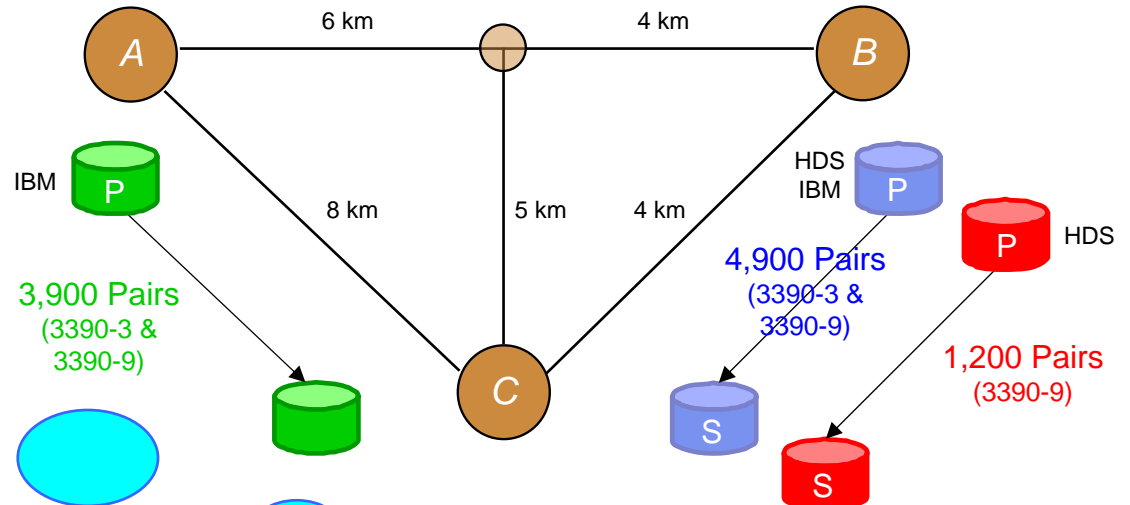 6 km
4 km
A
B
IBM
P
HDS
IBM
P
P
HDS
8 km
5 km
4 km
3,900 Pairs
(3390-3 &
3390-9)
4,900 Pairs
(3390-3 &
3390-9)
1,200 Pairs
(3390-9)
C
S
S